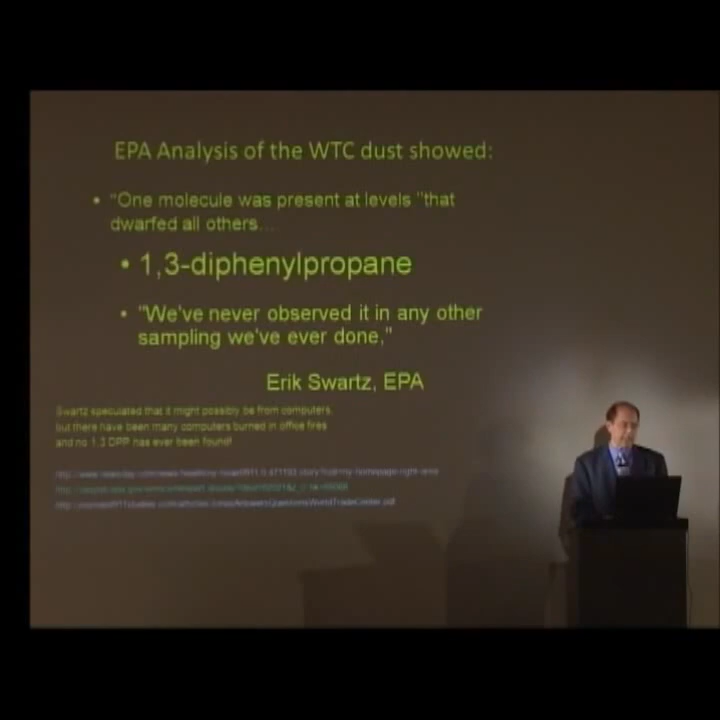 EPA Analysis of the WTC dust showed:
• "One molecule was present at levels "that
dwarfed all others...
• 1,3-diphenylpropane
• "We've never observed it in any other
sampling we've ever done,"
Erik Swartz, EPA
Swartz speculated that it might possibly be from computers,
but there have been many computers burned in office fires
and no 1,3 DPP has ever been found!